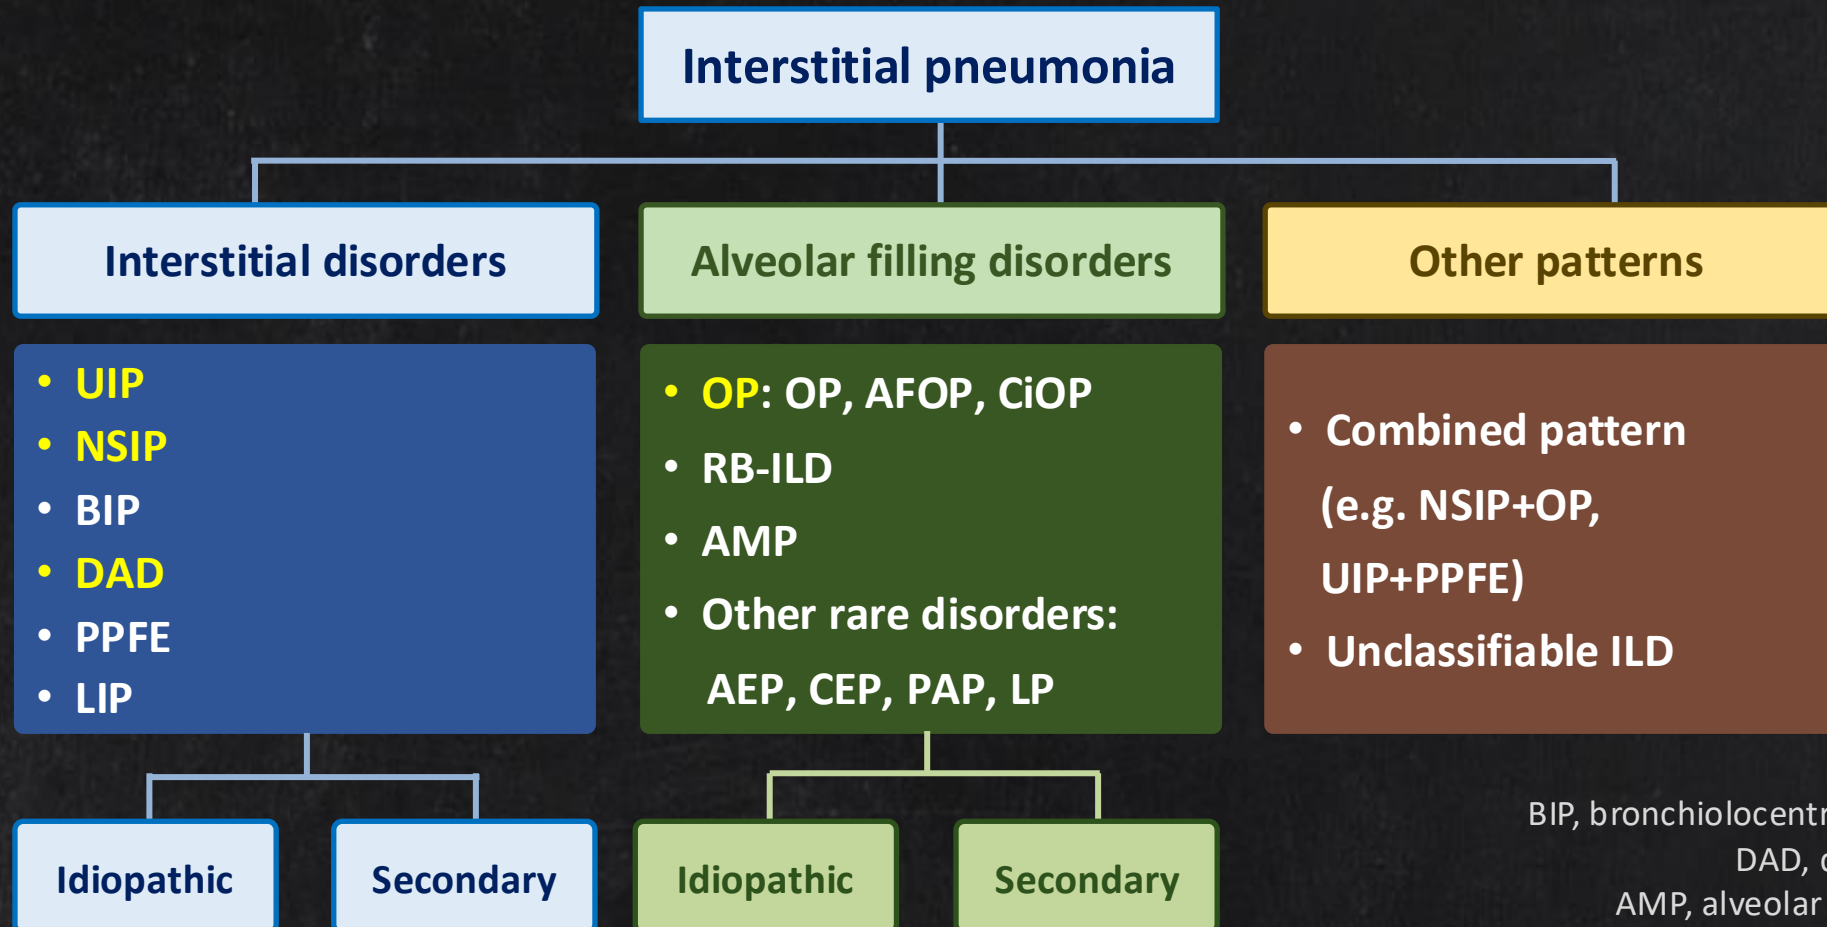 Interstitial pneumonia
Interstitial disorders
Alveolar filling disorders
Other patterns
• UIP
• NSIP
• BIP
• DAD
• PPFE
• LIP
• OP: OP, AFOP, CiOP
• RB-ILD
• AMP
• Other rare disorders:
AEP, CEP, PAP, LP
• Combined pattern
(e.g. NSIP+OP,
UIP+PPFE)
• Unclassifiable ILD
Idiopathic
Secondary
Idiopathic
Secondary
BIP,
DAD,
AMP, alveolar